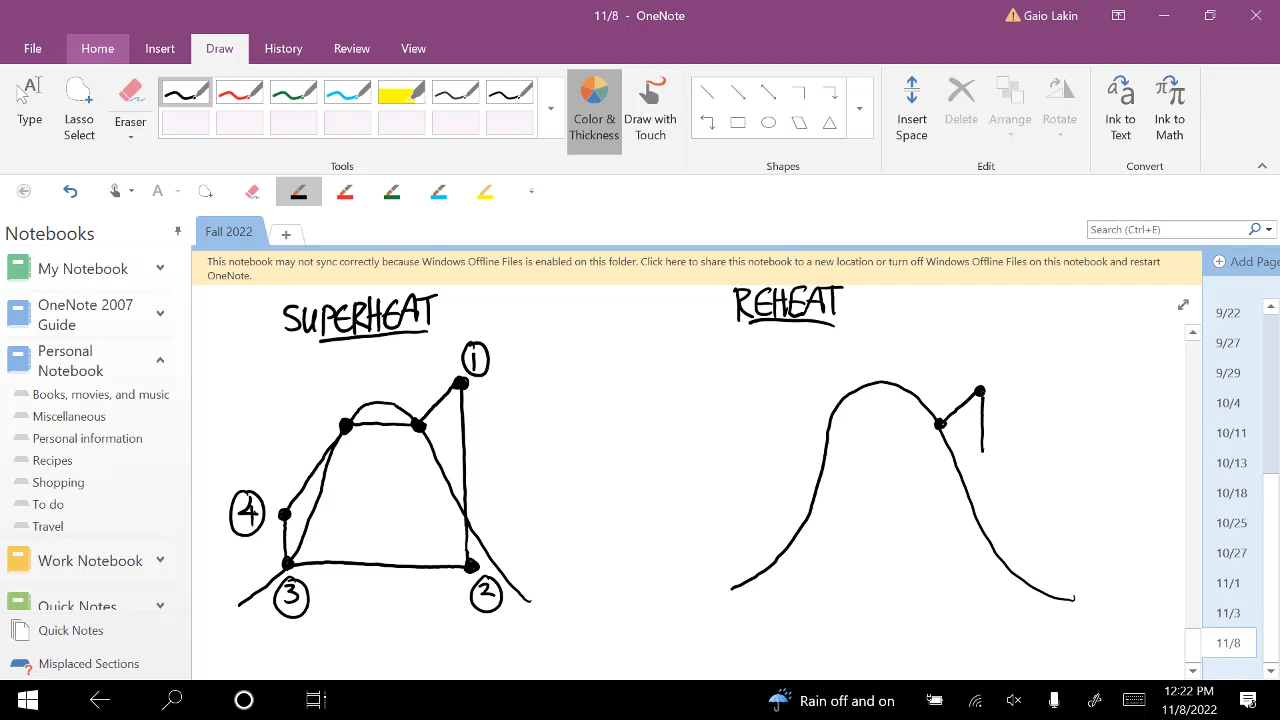 11/8 - OneNote
Gaio Lakin
File
Home
Insert
Draw
History
Review
View
Type
Lasso
Select
Eraser
Color &
Thickness
Draw with
Touch
Insert
Space
Delete
Arrange
Rotate
Ink to
Text
Ink to
Math
Tools
Shapes
Edit
Convert
A
Notebooks
Fall 2022
Search (Ctrl+E)
This notebook may not sync correctly because Windows Offline Files is enabled on this folder. Click here to share this notebook to a new location or turn off Windows Offline Files on this notebook and restart
OneNote.
Add Page
My Notebook
OneNote 2007
Guide
Personal
Notebook
Books, movies, and music
Miscellaneous
Personal information
Recipes
Shopping
To do
Travel
Work Notebook
Quick Notes
Quick Notes
Misplaced Sections
SUPERHEAT
REHEAT
1
4
3
2
9/22
9/27
9/29
10/4
10/11
10/13
10/18
10/25
10/27
11/1
11/3
11/8
Rain off and on
12:22 PM
11/8/2022